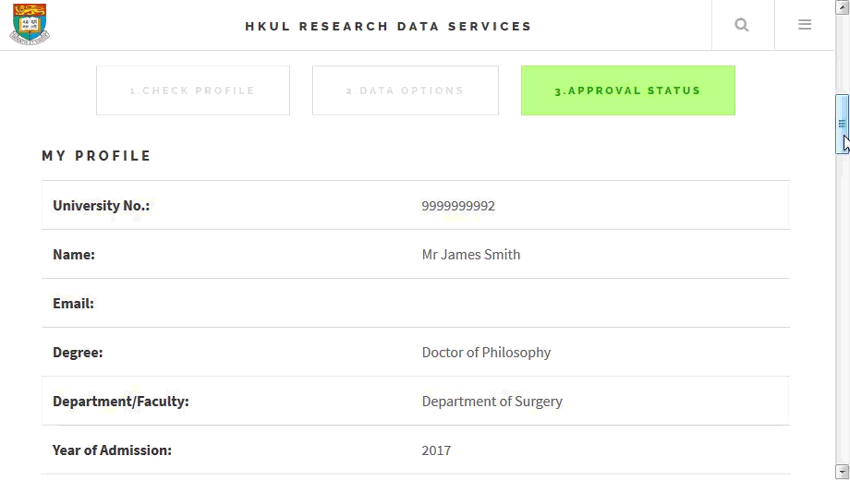 HKUL RESEARCH DATA SERVICES
1.CHECK PROFILE
2.DATA OPTIONS
3.APPROVAL STATUS
MY PROFILE
University No.: 9999999992
Name: Mr James Smith
Email:
Degree: Doctor of Philosophy
Department/Faculty: Department of Surgery
Year of Admission: 2017